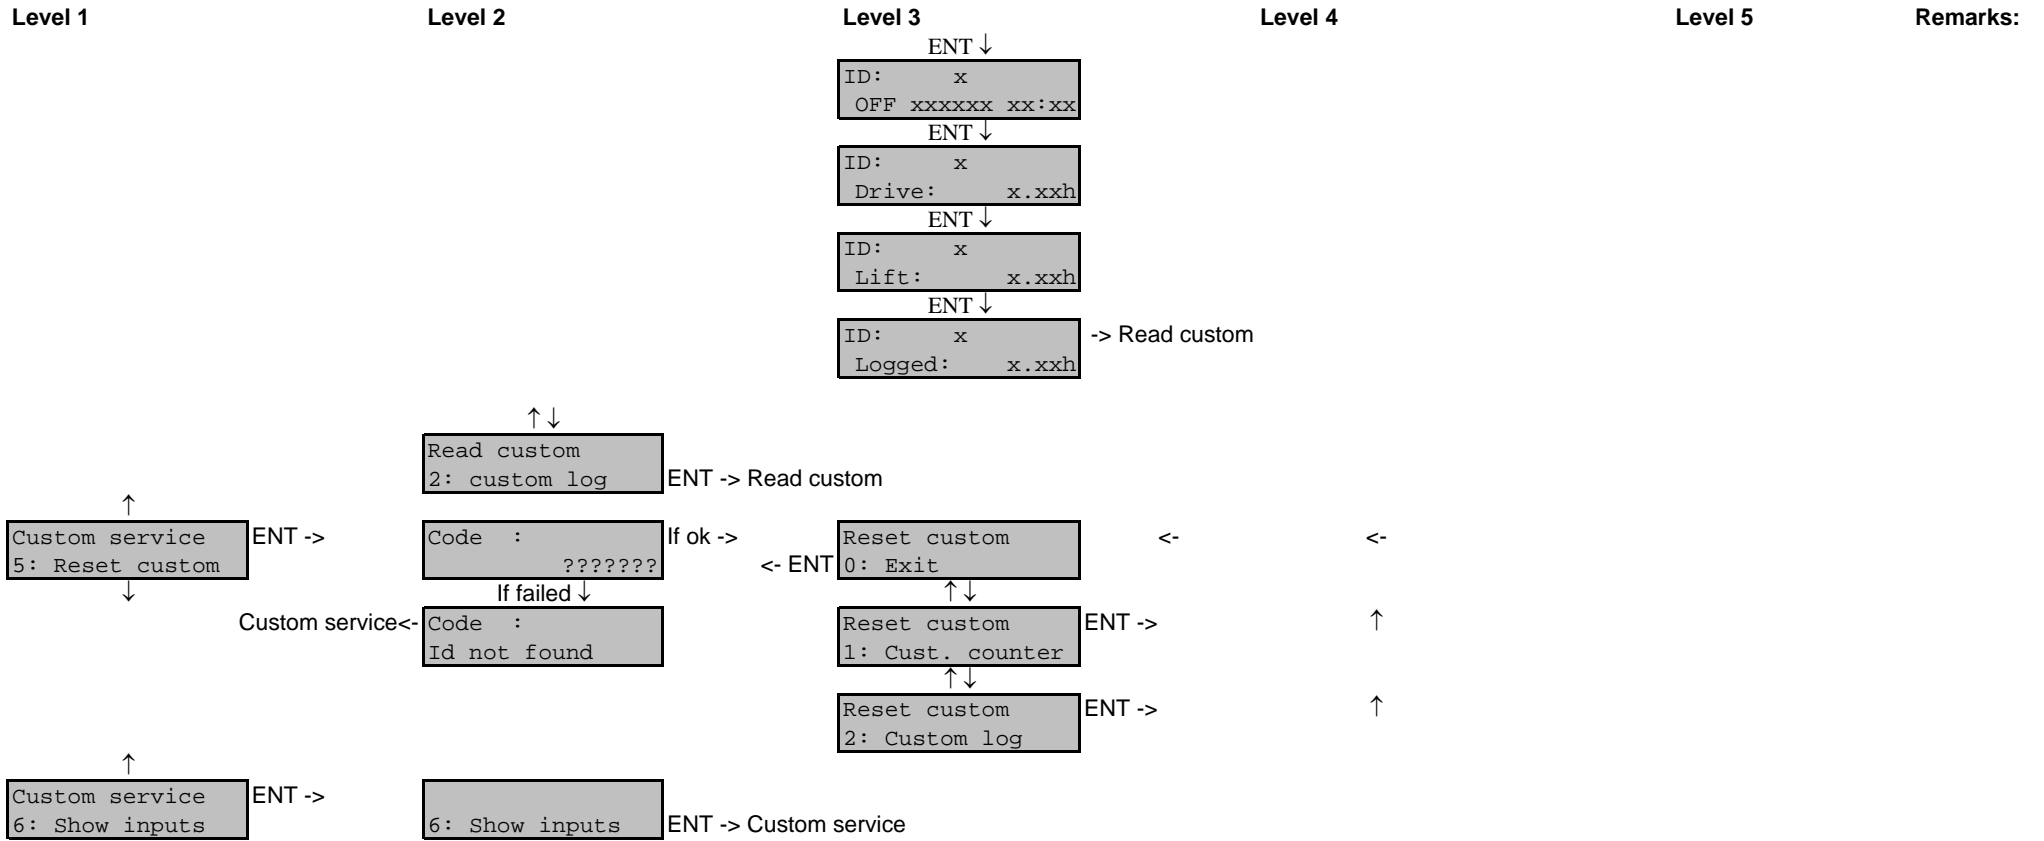 Level 1 Level 2 Level 3 Level 4 Level 5 Remarks:
ENT ↓
ID: x
OFF xxxxxx xx:xx
ENT ↓
ID: x
Drive: x.xxh
ENT ↓
ID: x
Lift: x.xxh
ENT ↓
ID: x -> Read custom
Logged: x.xxh
↑↓
Read custom
2: custom log ENT -> Read custom
↑
Custom service ENT -> Code : If ok -> Reset custom <- <-
5: Reset custom ??????? <- ENT 0: Exit
↓ If failed ↓ ↑↓
Custom service<- Code : Reset custom ENT -> ↑
Id not found 1: Cust. counter
↑↓
Reset custom ENT -> ↑
2: Custom log
↑
Custom service ENT ->
6: Show inputs 6: Show inputs ENT -> Custom service